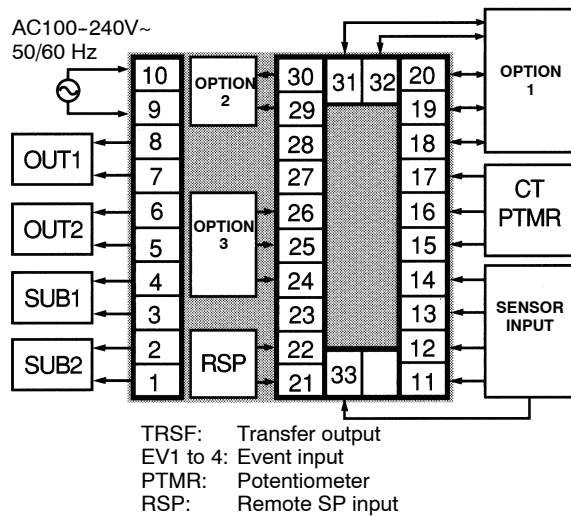 AC100-240V~
50/60 Hz
10
9
8
7
6
5
4
3
2
1
OUT1
OUT2
SUB1
SUB2
OPTION
2
OPTION
3
RSP
30
29
28
27
26
25
24
23
22
21
31
32
33
20
19
18
17
16
15
14
13
12
11
OPTION
1
CT
PTMR
SENSOR
INPUT
TRSF: Transfer output
EV1 to 4: Event input
PTMR: Potentiometer
RSP: Remote SP input